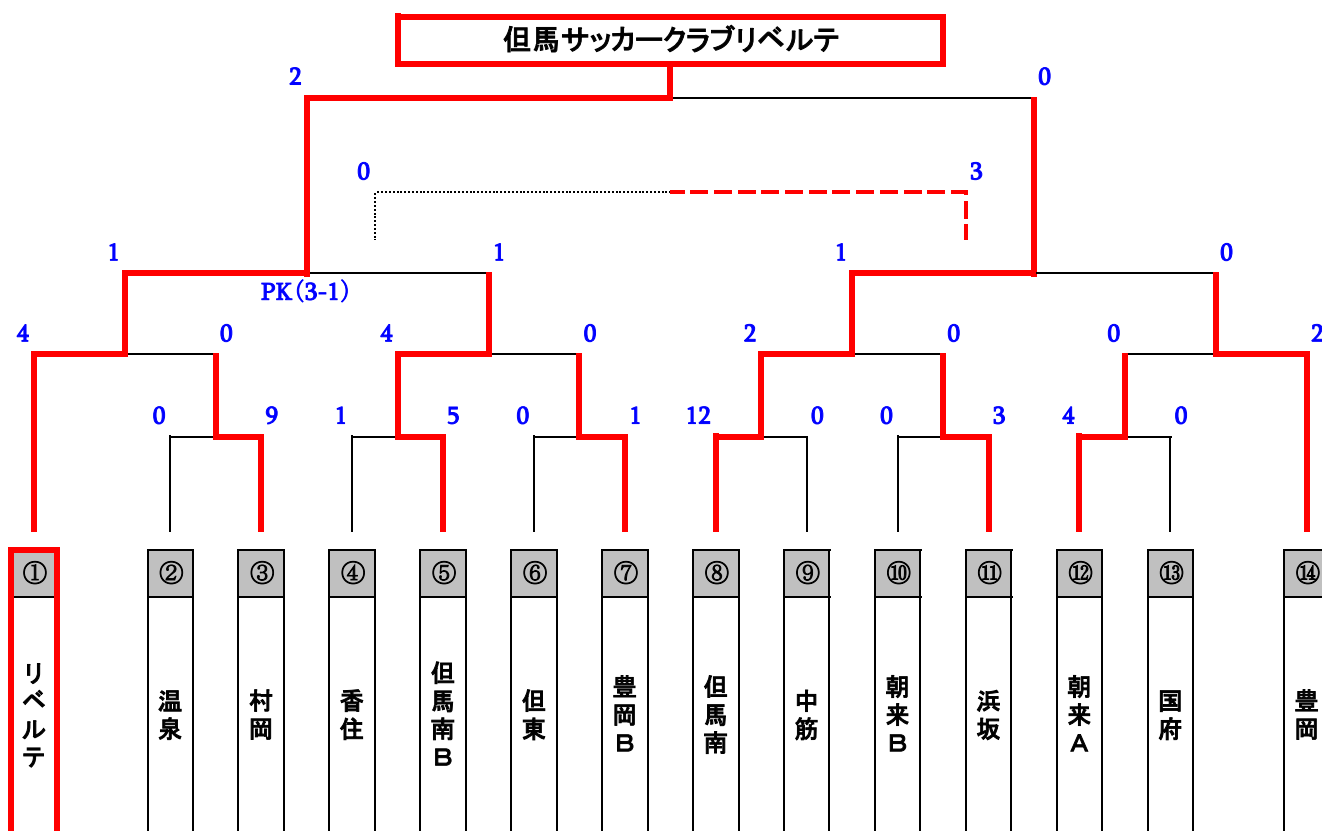 但馬サッカークラブリベルテ
2 0
0 3
1 1 1 0
PK(3-1)
4 0 4 0 2 0 0 2
0 9 1 5 0 1 12 0 0 3 4 0
① ② ③ ④ ⑤ ⑥ ⑦ ⑧ ⑨ ⑩ ⑪ ⑫ ⑬ ⑭
リベルテ
温泉
村岡
香住
但馬南B
但東
豊岡B
但馬南
中筋
朝来B
浜坂
朝来A
国府
豊岡